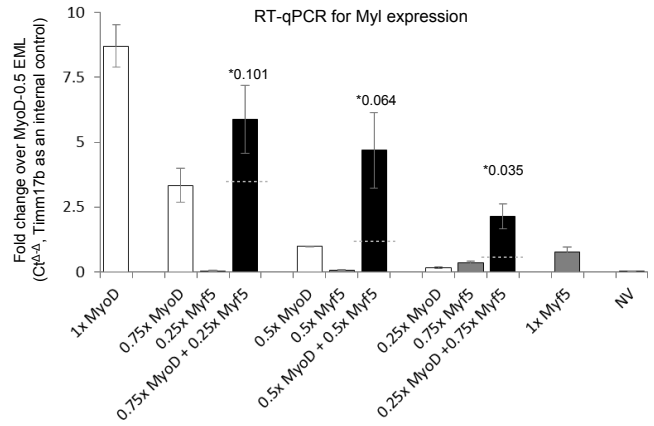 RT-qPCR for Myl expression
Fold change over MyoD-0.5 EML
(Ct^Δ-Δ, Timm17b as an internal control)
10
7.5
5
2.5
0
*0.101
*0.064
*0.035
1x MyoD
0.75x MyoD
0.25x Myf5
0.75x MyoD + 0.25x Myf5
0.5x MyoD
0.5x Myf5
0.5x MyoD + 0.5x Myf5
0.25x MyoD
0.75x Myf5
0.25x MyoD +0.75x Myf5
1x Myf5
NV